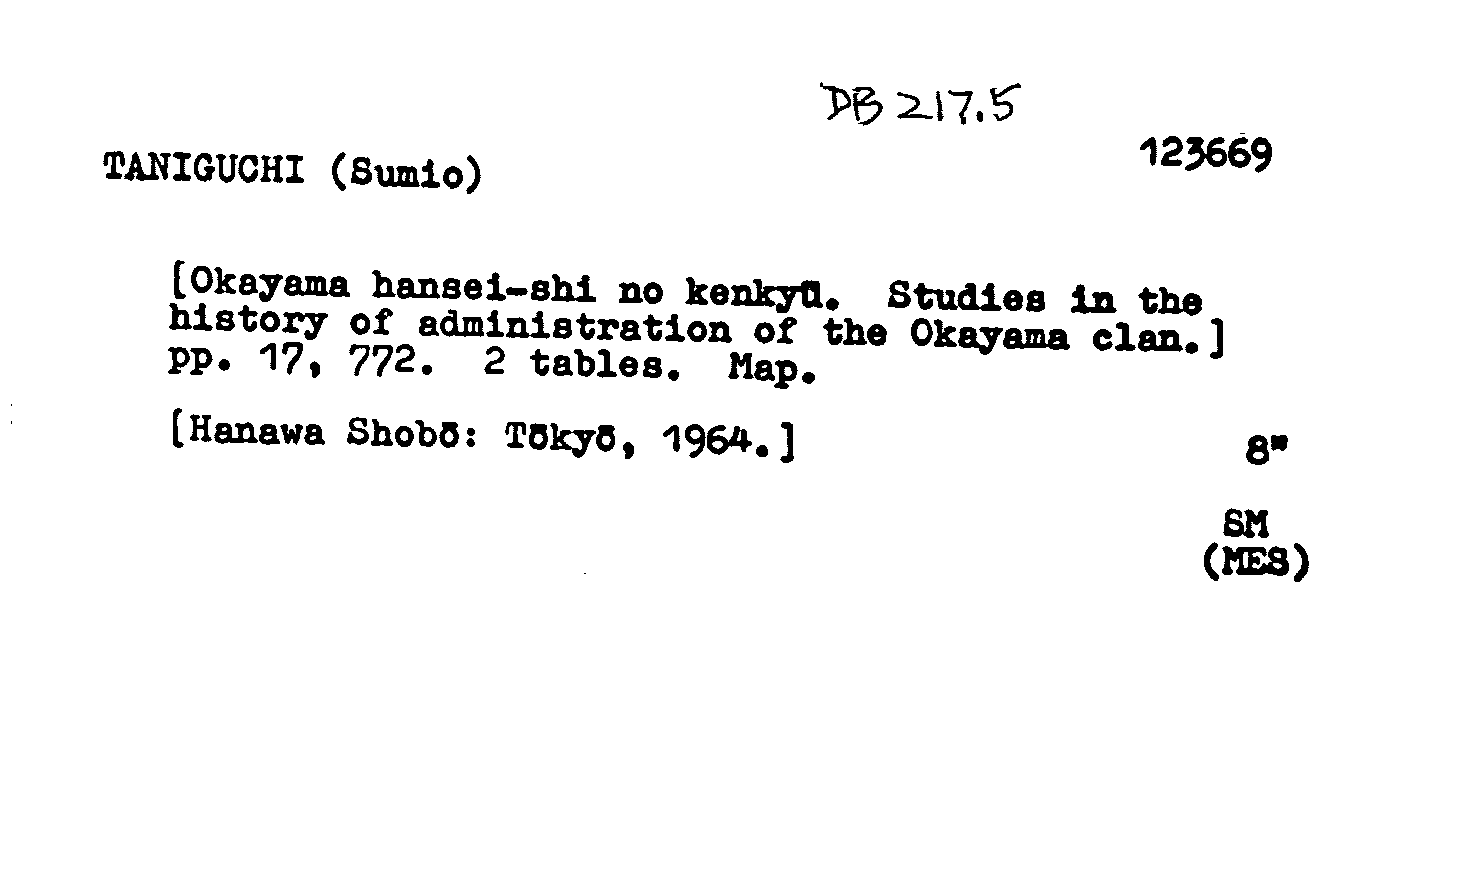 DB 217.5
123669
TANIGUCHI (Sumio)
[Okayama hansei-shi no kenkyū. Studies in the
history of administration of the Okayama clan.]
pp. 17, 772. 2 tables. Map.
[Hanawa Shobō: Tōkyō, 1964.]
8"
SM
(MES)